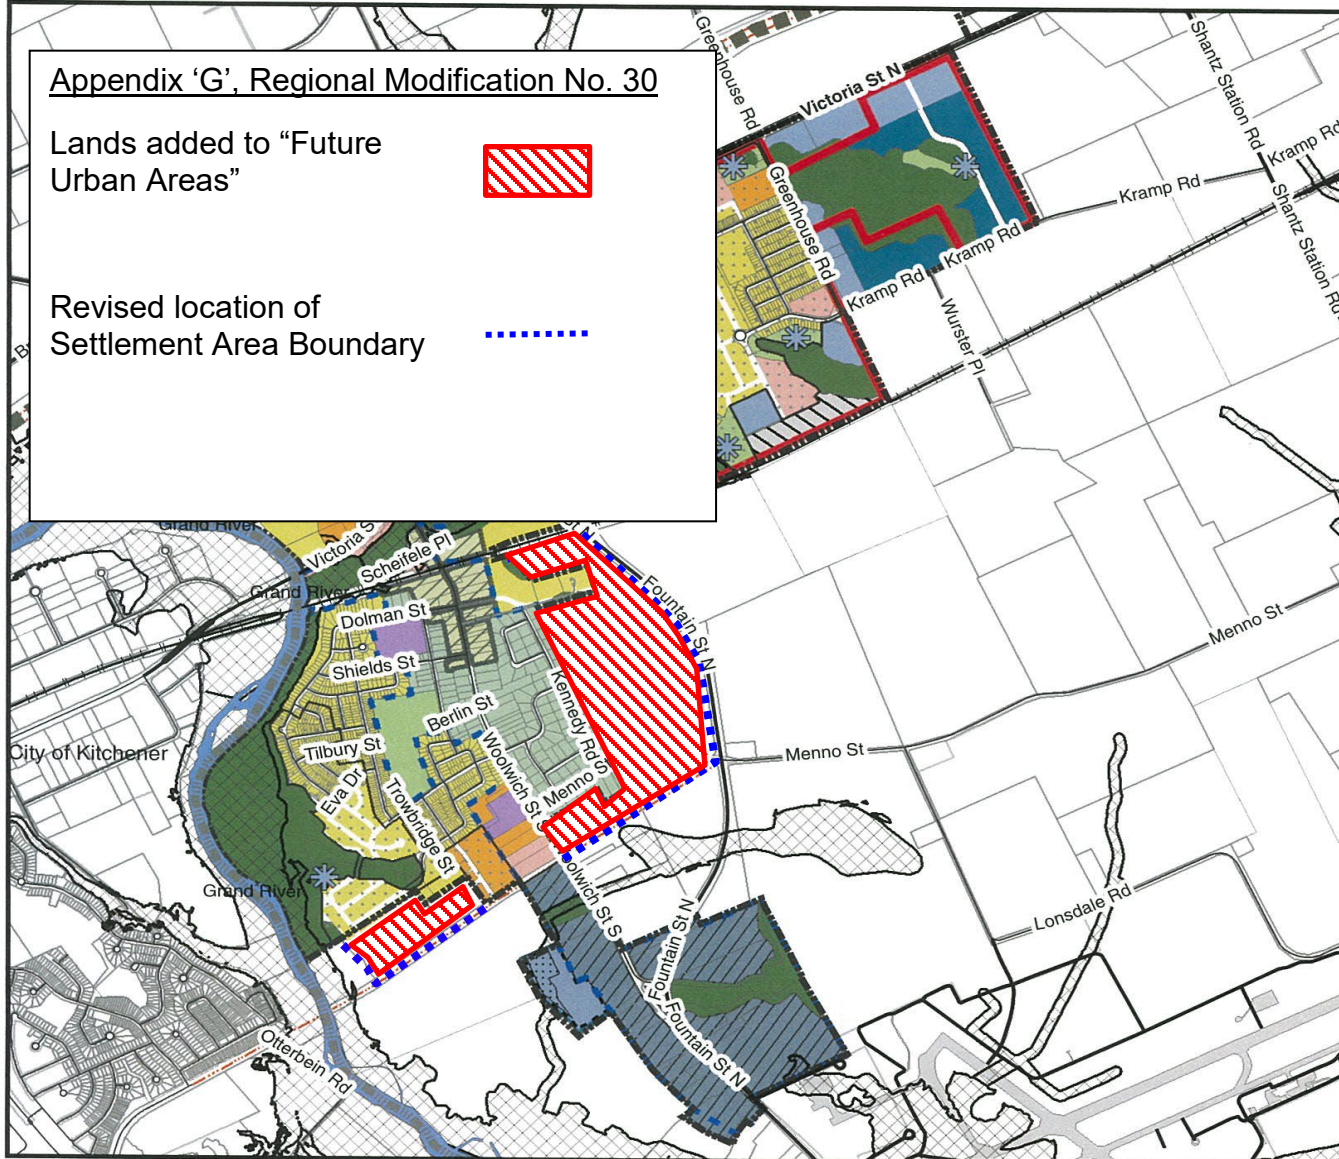 Appendix ‘G’, Regional Modification No. 30
Lands added to “Future
Urban Areas”
Revised location of
Settlement Area Boundary
Greenhouse Rd
Victoria St N
Shantz Station Rd
Kramp Rd
Kramp Rd
Shantz Station Rd
Greenhouse Rd
Kramp Rd
Kramp Rd
Wurster Pl
Grand River
Victoria S
Scheifele Pl
St N
Grand River
Dolman St
Fountain St N
Shields St
Kennedy Rd
Menno St
Berlin St
City of Kitchener
Tilbury St
Woolwich St S
Menno St
Eva Dr
Trowbridge St
Menno S
Grand River
oolwich St S
Lonsdale Rd
Fountain St N
Fountain St N
Otterbein Rd